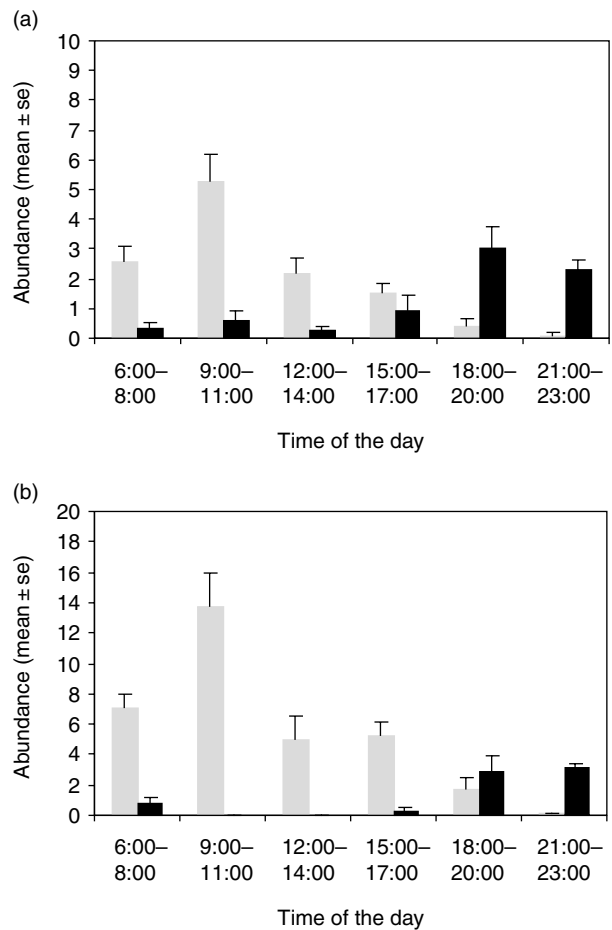 (a)
10
9
8
7
6
5
4
3
2
1
0
Abundance (mean ± se)
6:00– 9:00– 12:00– 15:00– 18:00– 21:00–
8:00 11:00 14:00 17:00 20:00 23:00
Time of the day
(b)
20
18
16
14
12
10
8
6
4
2
0
Abundance (mean ± se)
6:00– 9:00– 12:00– 15:00– 18:00– 21:00–
8:00 11:00 14:00 17:00 20:00 23:00
Time of the day